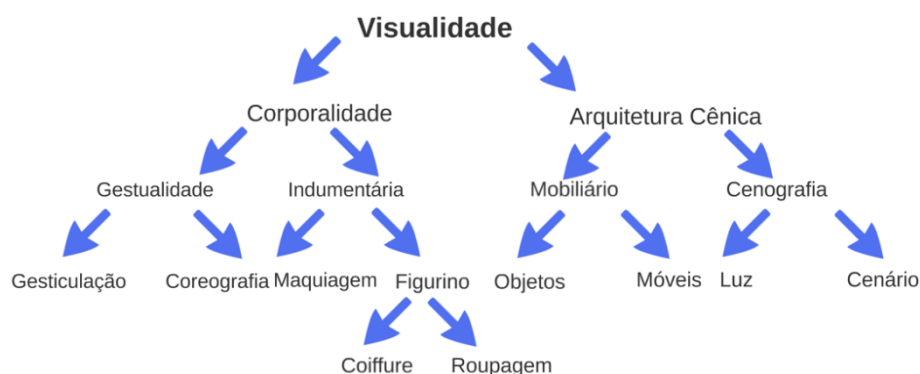 Visualidade
Corporalidade
Arquitetura Cênica
Gestualidade
Indumentária
Mobiliário
Cenografia
Gesticulação
Coreografia
Maquiagem
Figurino
Objetos
Móveis
Luz
Cenário
Coiffure
Roupagem